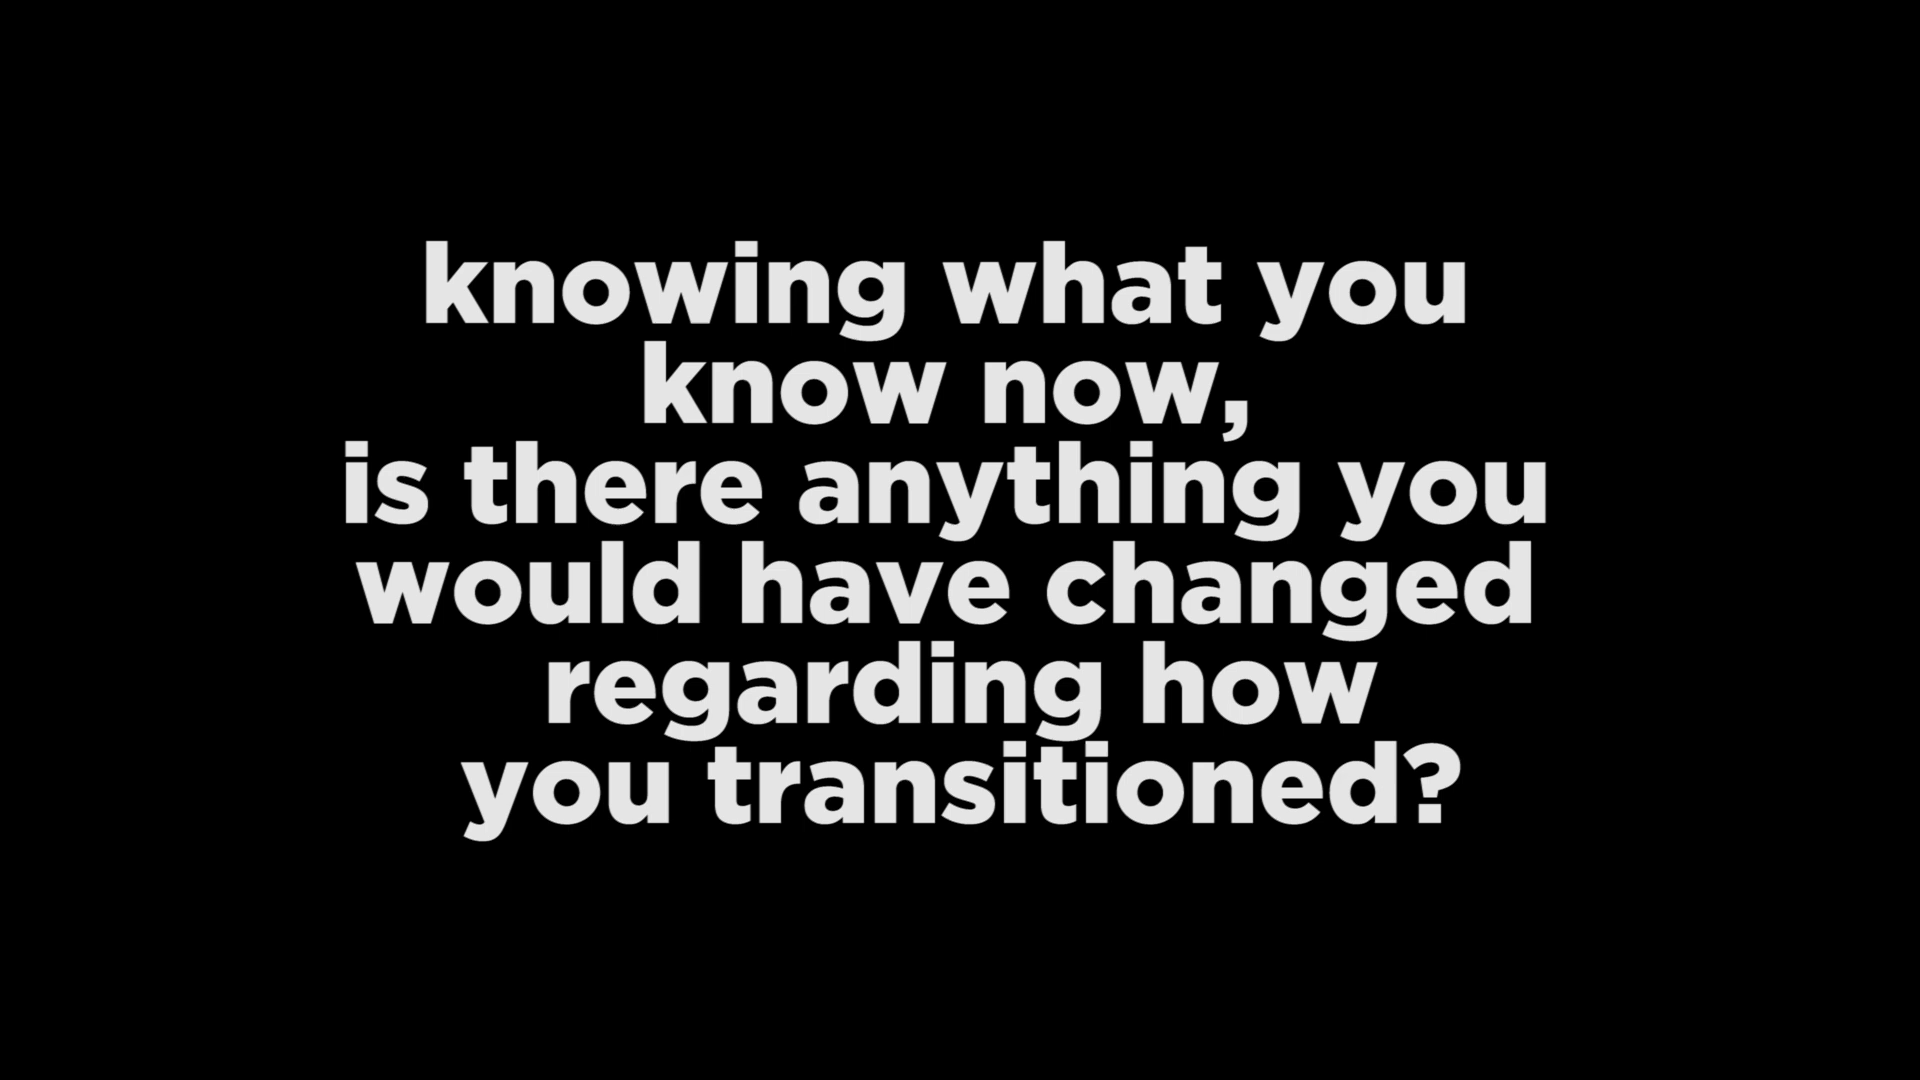 knowing what you
know now,
is there anything you
would have changed
regarding how
you transitioned?